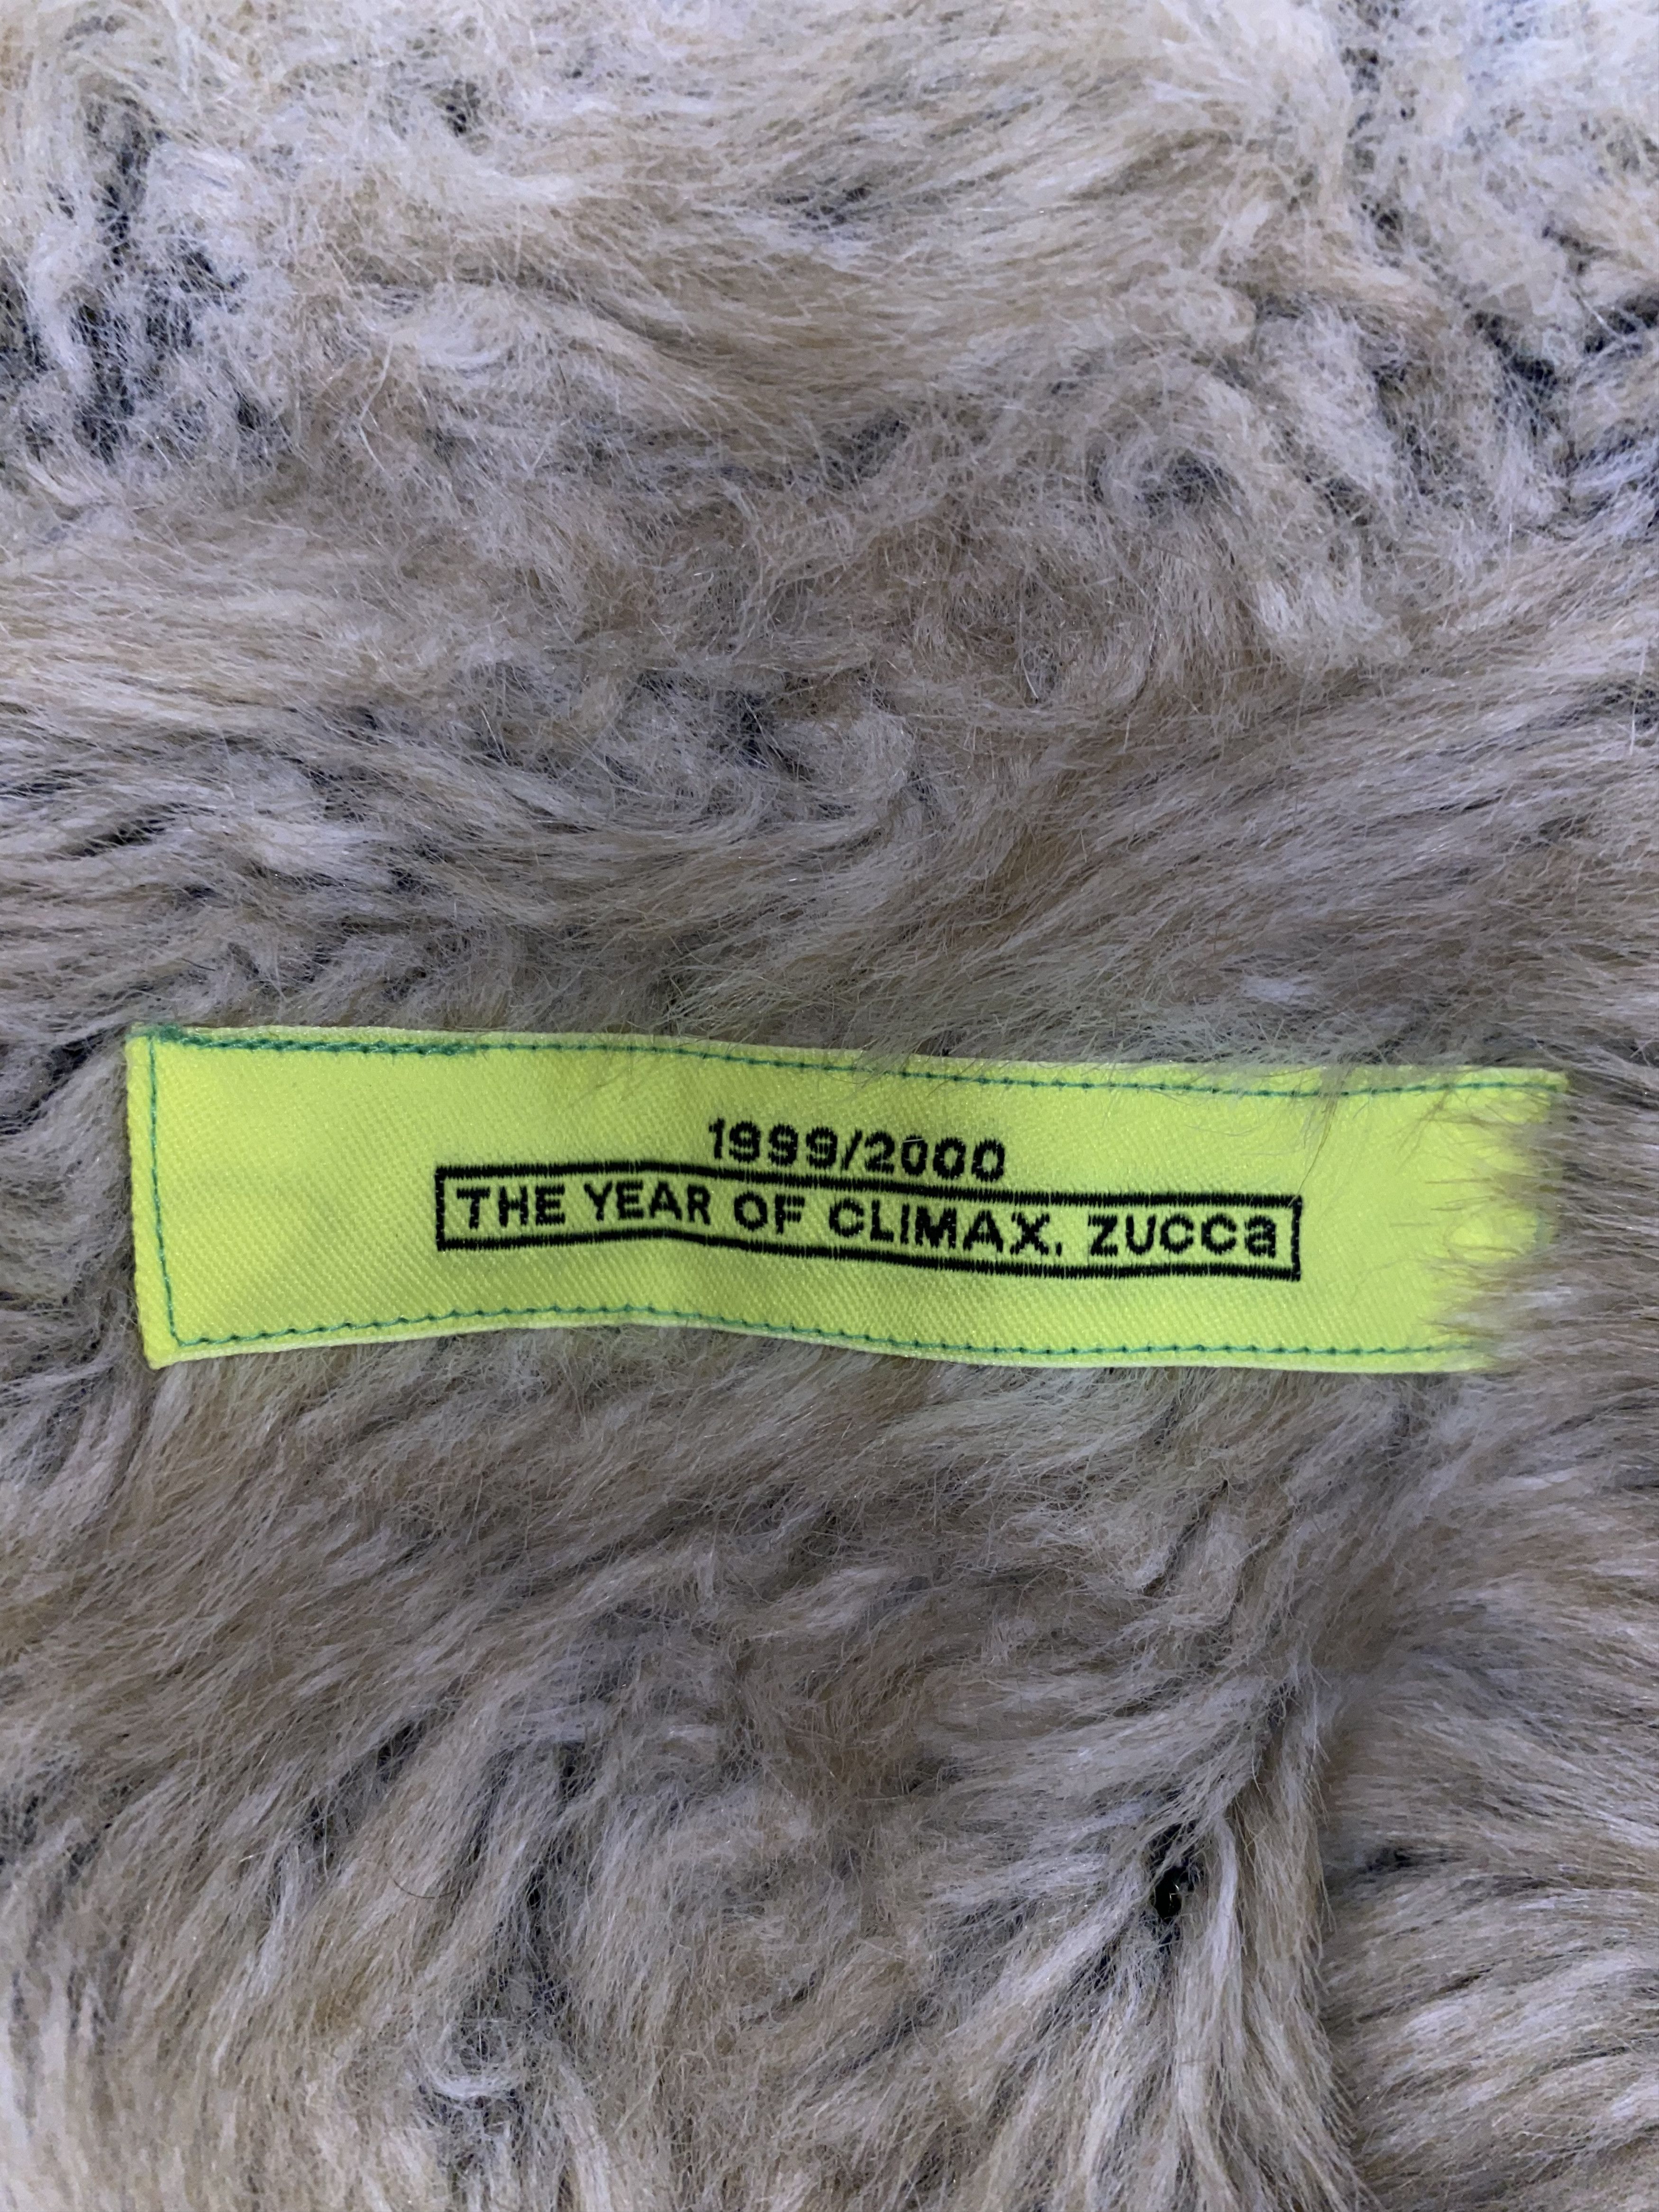 1999/2000
THE YEAR OF CLIMAX. ZUCCa